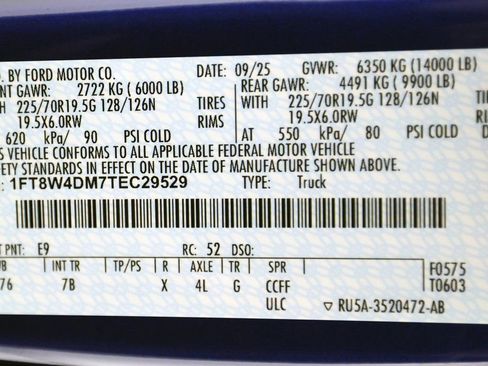 D. BY FORD MOTOR CO. DATE: 09/25 GVWR: 6350 KG (14000 LB)
NT GAWR: 2722 KG (6000 LB) REAR GAWR: 4491 KG (9900 LB)
WITH 225/70R19.5G 128/126N TIRES WITH 225/70R19.5G 128/126N TIRES
19.5X6.0RW RIMS 19.5X6.0RW RIMS
620 kPa/ 90 PSI COLD AT 550 kPa/ 80 PSI COLD
S VEHICLE CONFORMS TO ALL APPLICABLE FEDERAL MOTOR VEHICLE
ETY STANDARDS IN EFFECT ON THE DATE OF MANUFACTURE SHOWN ABOVE.
1FT8W4DM7TEC29529 TYPE: Truck
T PNT: E9 RC: 52 DSO:
B INT TR TP/PS R AXLE TR SPR F0575
76 7B X 4L G CCFF T0603
ULC ▽ RU5A-3520472-AB